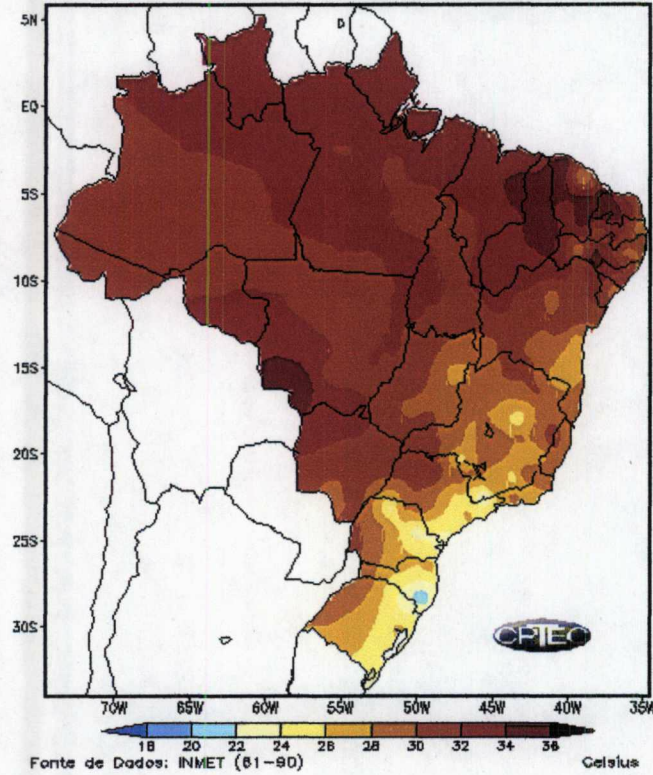 5N
EQ
5S
10S
15S
20S
25S
30S
70W 65W 60W 55W 50W 45W 40W 35W
CPTEC
18 20 22 24 26 28 30 32 34 36
Fonte de Dados: INMET (61-90) Celsius